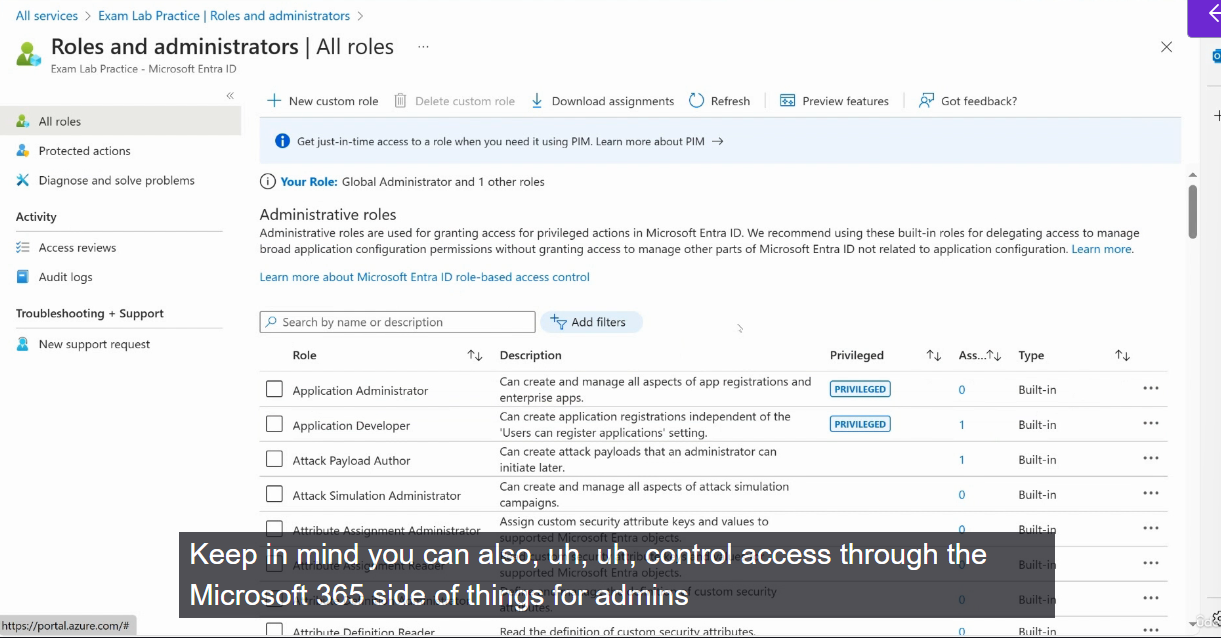 All services > Exam Lab Practice | Roles and administrators >
Roles and administrators | All roles ...
Exam Lab Practice - Microsoft Entra ID
«
All roles
Protected actions
Diagnose and solve problems
Activity
Access reviews
Audit logs
Troubleshooting + Support
New support request
New custom role Delete custom role Download assignments Refresh Preview features Got feedback?
Get just-in-time access to a role when you need it using PIM. Learn more about PIM →
Your Role: Global Administrator and 1 other roles
Administrative roles
Administrative roles are used for granting access for privileged actions in Microsoft Entra ID. We recommend using these built-in roles for delegating access to manage
broad application configuration permissions without granting access to manage other parts of Microsoft Entra ID not related to application configuration. Learn more.
Learn more about Microsoft Entra ID role-based access control
Search by name or description Add filters
Role Description Privileged Ass... Type
Application Administrator Can create and manage all aspects of app registrations and
enterprise apps. PRIVILEGED 0 Built-in ...
Application Developer Can create application registrations independent of the
'Users can register applications' setting. PRIVILEGED 1 Built-in ...
Attack Payload Author Can create attack payloads that an administrator can
initiate later. 1 Built-in ...
Attack Simulation Administrator Can create and manage all aspects of attack simulation
campaigns. 0 Built-in ...
Attribute Assignment Administrator Assign custom security attribute keys and values to
supported Microsoft Entra objects. 0 Built-in ...
Attribute Assignment Reader
supported Microsoft Entra objects. 0 Built-in ...
of custom security
attributes. 0 Built-in ...
Attribute Definition Reader Read the definition of custom security attributes. 0 Built-in ...
Keep in mind you can also, uh, uh, control access through the
Microsoft 365 side of things for admins
https://portal.azure.com/#